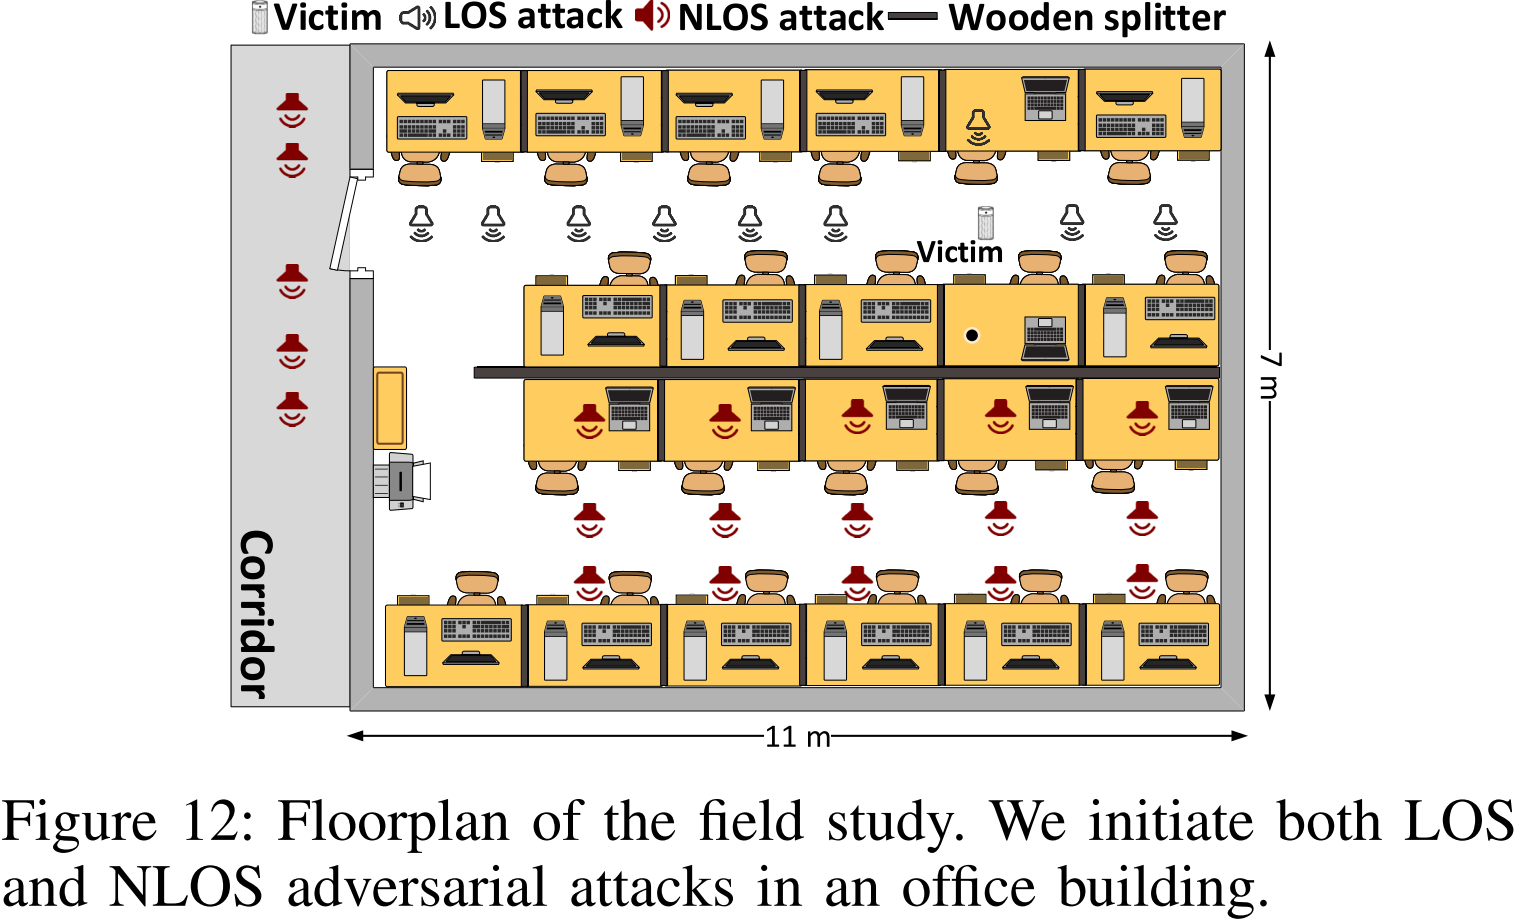 Victim LOS attack NLOS attack Wooden splitter
Victim
7 m
Corridor
11 m
Figure 12: Floorplan of the field study. We initiate both LOS
and NLOS adversarial attacks in an office building.